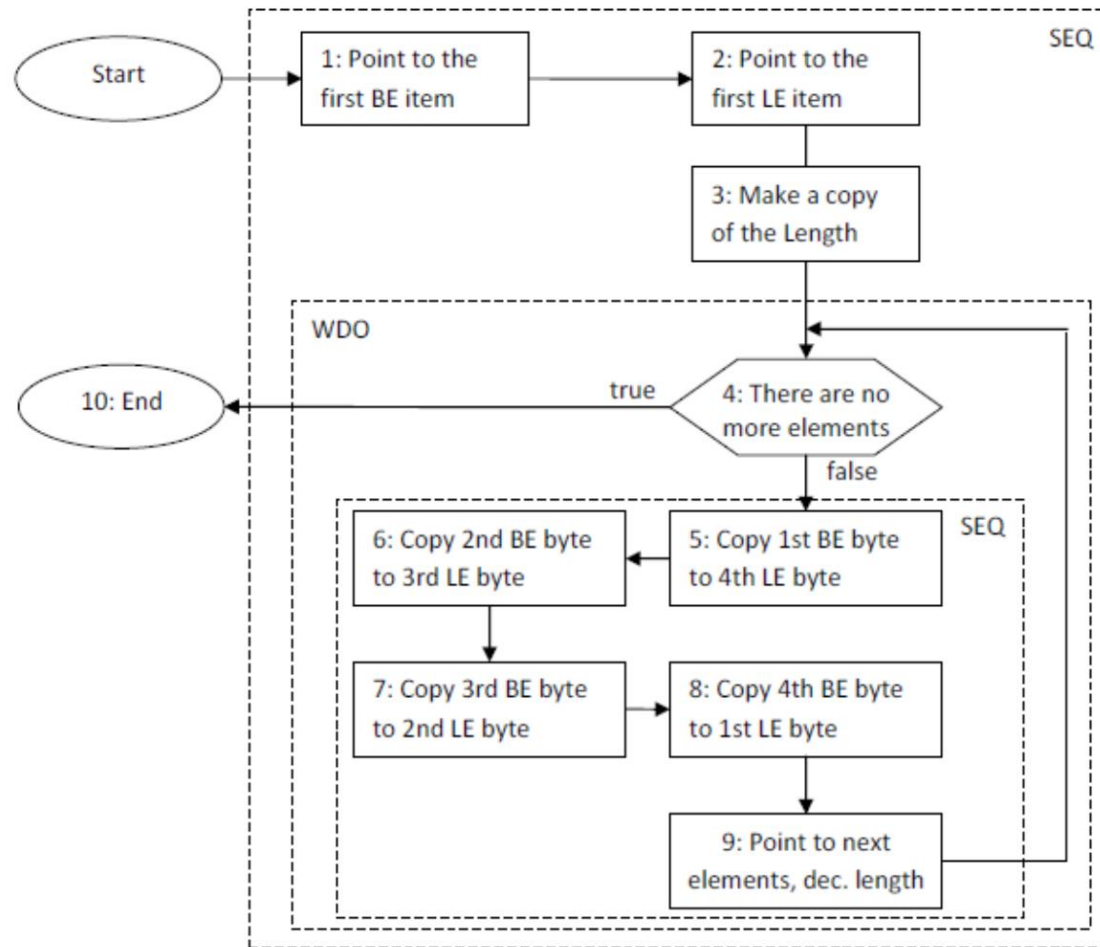 SEQ
Start
1: Point to the
first BE item
2: Point to the
first LE item
3: Make a copy
of the Length
WDO
10: End
true
4: There are no
more elements
false
SEQ
6: Copy 2nd BE byte
to 3rd LE byte
5: Copy 1st BE byte
to 4th LE byte
7: Copy 3rd BE byte
to 2nd LE byte
8: Copy 4th BE byte
to 1st LE byte
9: Point to next
elements, dec. length